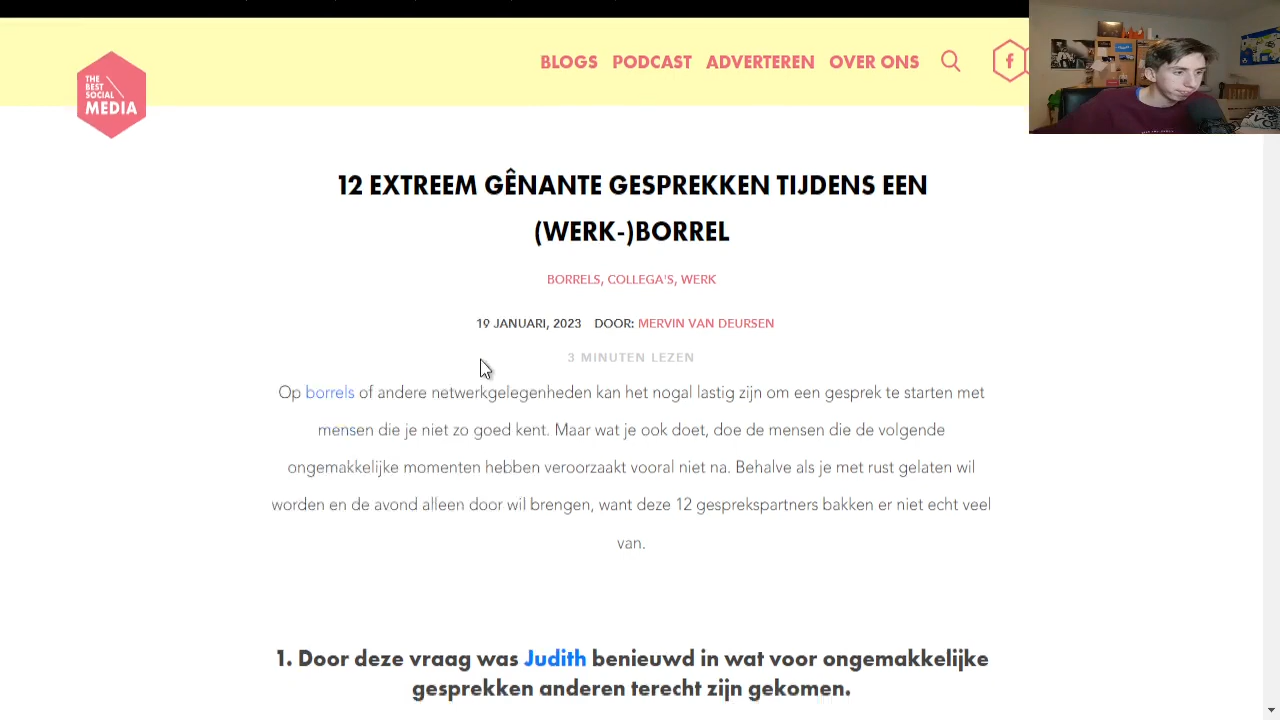 THE
BEST
SOCIAL
MEDIA
BLOGS PODCAST ADVERTEREN OVER ONS
f
12 EXTREEM GÊNANTE GESPREKKEN TIJDENS EEN
(WERK-)BORREL
BORRELS, COLLEGA'S, WERK
19 JANUARI, 2023 DOOR: MERVIN VAN DEURSEN
3 MINUTEN LEZEN
Op borrels of andere netwerkgelegenheden kan het nogal lastig zijn om een gesprek te starten met
mensen die je niet zo goed kent. Maar wat je ook doet, doe de mensen die de volgende
ongemakkelijke momenten hebben veroorzaakt vooral niet na. Behalve als je met rust gelaten wil
worden en de avond alleen door wil brengen, want deze 12 gesprekspartners bakken er niet echt veel
van.
1. Door deze vraag was Judith benieuwd in wat voor ongemakkelijke
gesprekken anderen terecht zijn gekomen.